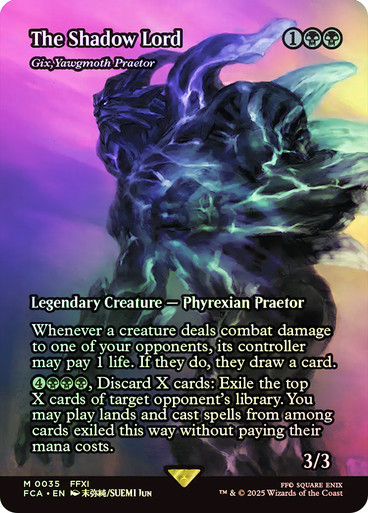 The Shadow Lord 1
Gix, Yawgmoth Praetor
Legendary Creature — Phyrexian Praetor
Whenever a creature deals combat damage
to one of your opponents, its controller
may pay 1 life. If they do, they draw a card.
4, Discard X cards: Exile the top
X cards of target opponent's library. You
may play lands and cast spells from among
cards exiled this way without paying their
mana costs.
3/3
M 0035 FFXI
FCA • EN 末弥純/SUEMI Jun
FF© SQUARE ENIX
™ & © 2025 Wizards of the Coast